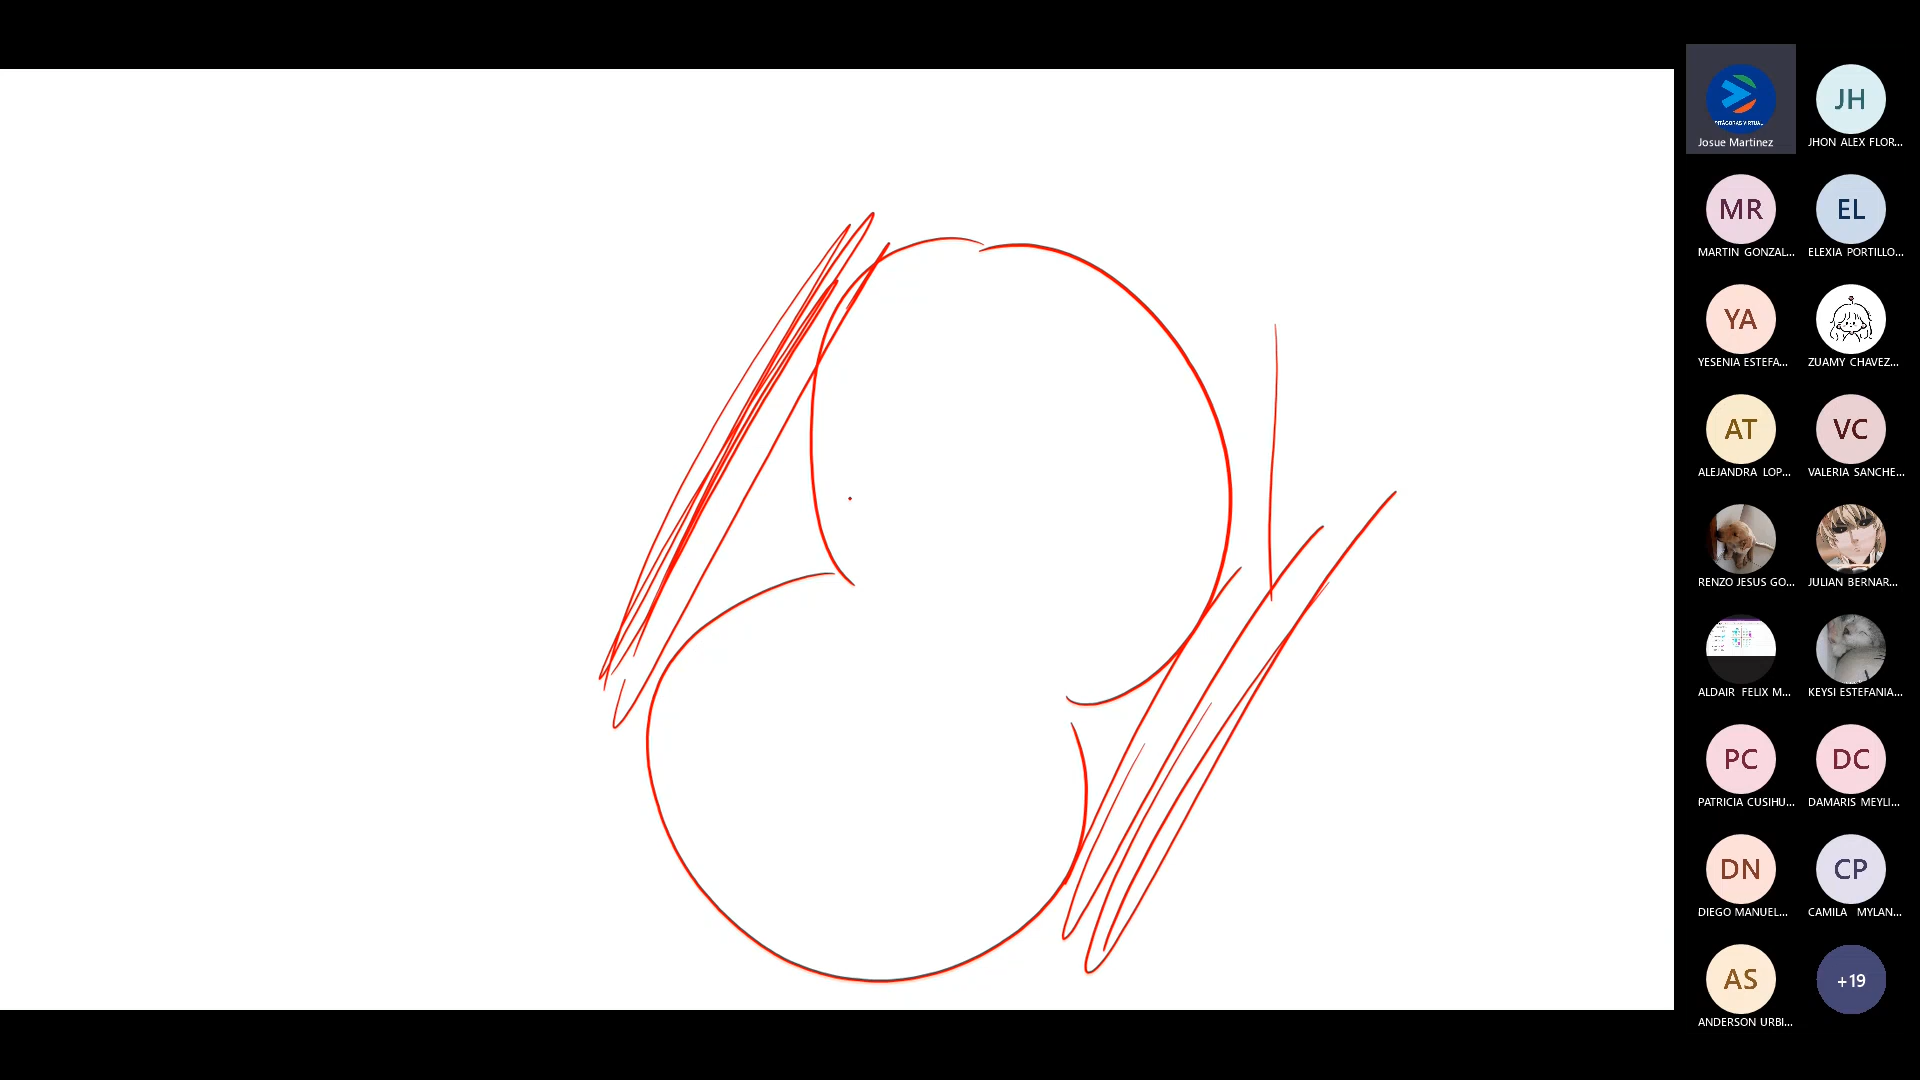 PITÁGORAS VIRTUAL
Josue Martinez
JH
JHON ALEX FLOR...
MR
MARTIN GONZAL...
EL
ELEXIA PORTILLO...
YA
YESENIA ESTEFA...
ZUAMY CHAVEZ...
AT
ALEJANDRA LOP...
VC
VALERIA SANCHE...
RENZO JESUS GO...
JULIAN BERNAR...
ALDAIR FELIX M...
KEYSI ESTEFANIA...
PC
PATRICIA CUSIHU...
DC
DAMARIS MEYLI...
DN
DIEGO MANUEL...
CP
CAMILA MYLAN...
AS
ANDERSON URBI...
+19